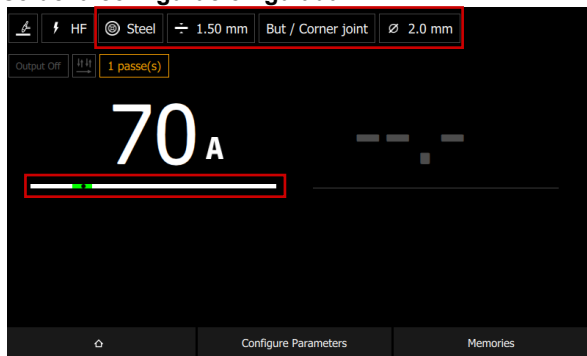 HF Steel 1.50 mm But / Corner joint Ø 2.0 mm
Output Off 1 passe(s)
70 A --.-
Configure Parameters Memories